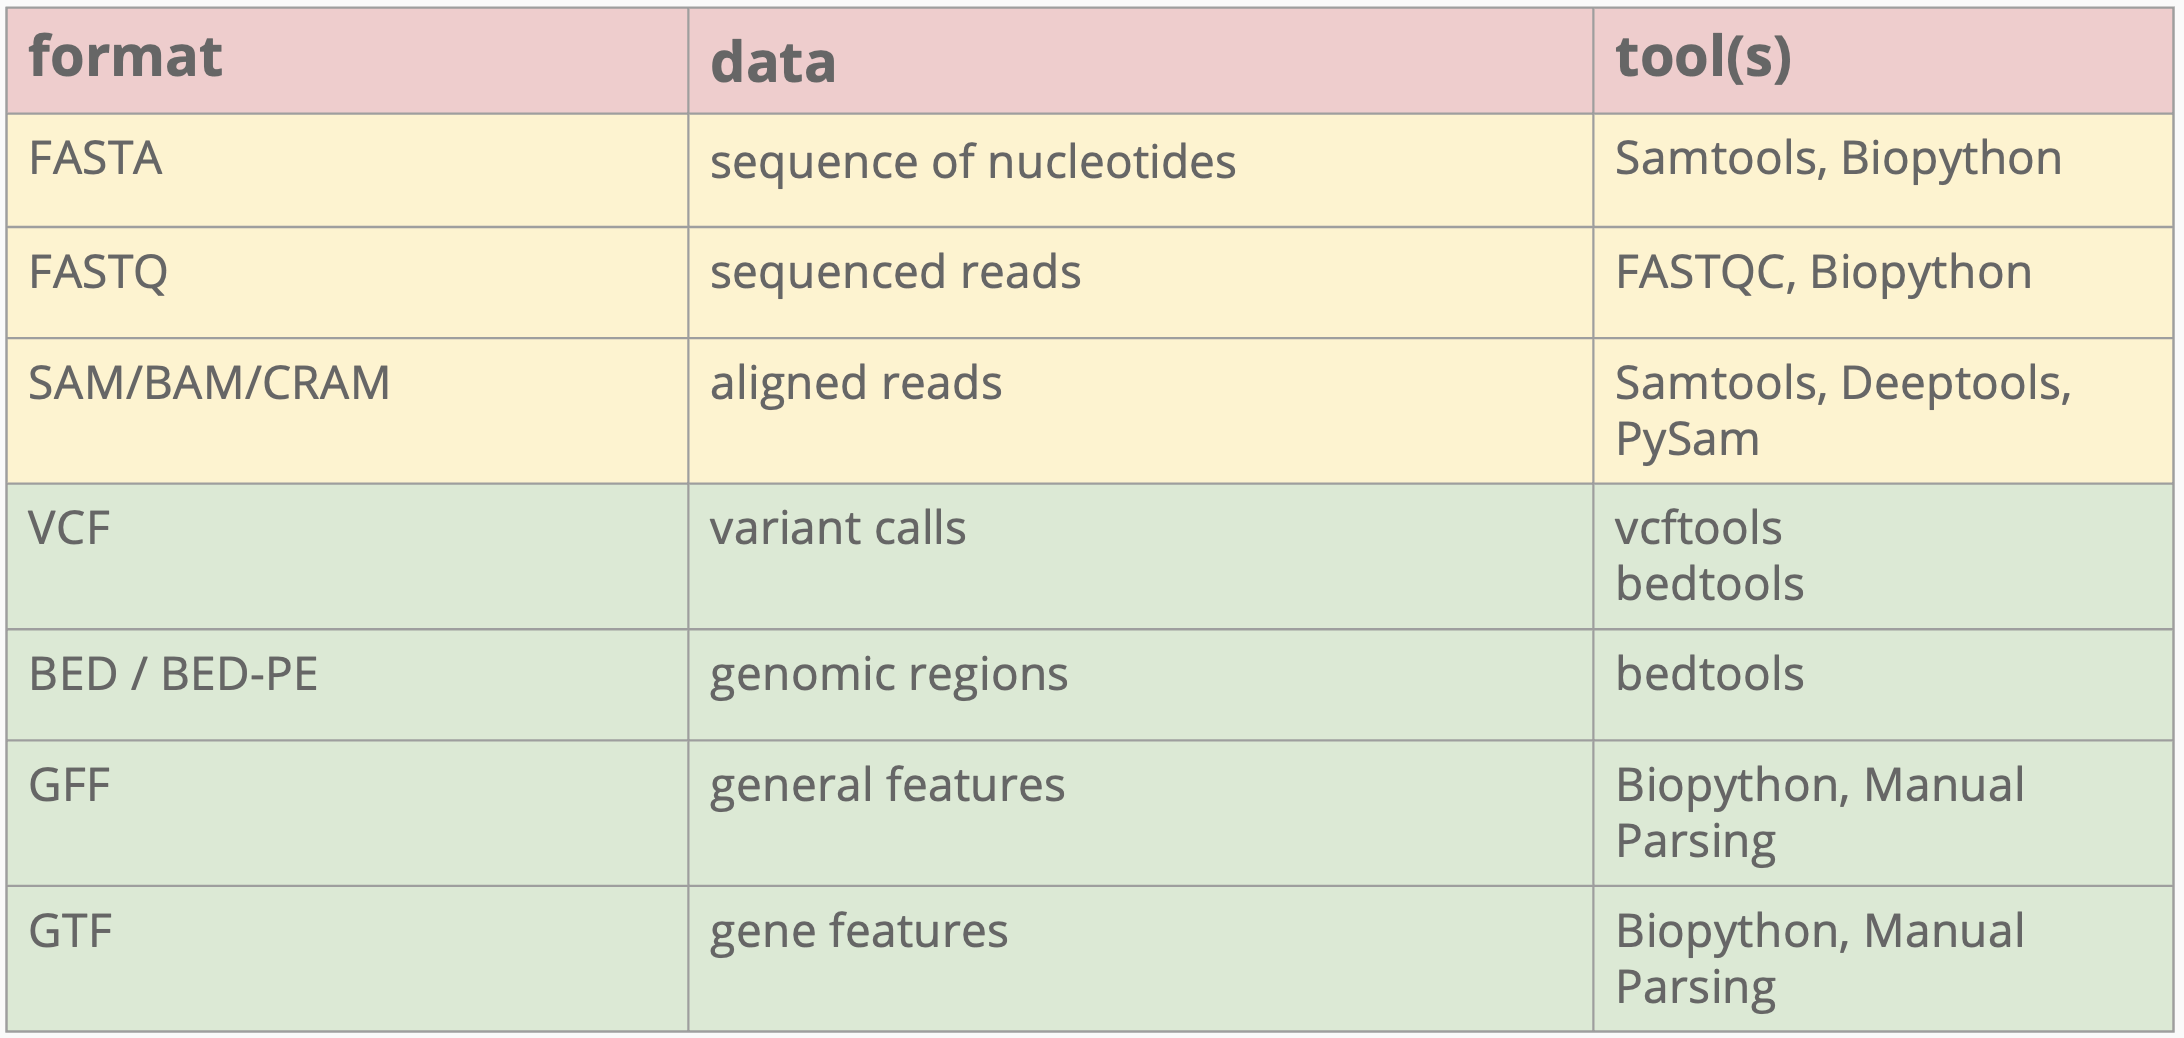 format data tool(s)
FASTA sequence of nucleotides Samtools, Biopython
FASTQ sequenced reads FASTQC, Biopython
SAM/BAM/CRAM aligned reads Samtools, Deeptools,
PySam
VCF variant calls vcftools
bedtools
BED / BED-PE genomic regions bedtools
GFF general features Biopython, Manual
Parsing
GTF gene features Biopython, Manual
Parsing